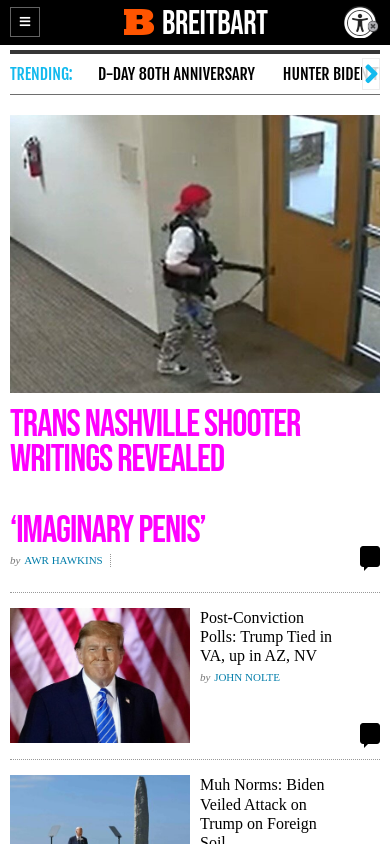 BREITBART
TRENDING:
D-DAY 80TH ANNIVERSARY
HUNTER BIDEN
TRANS NASHVILLE SHOOTER
WRITINGS REVEALED
‘IMAGINARY PENIS’
by AWR HAWKINS
Post-Conviction
Polls: Trump Tied in
VA, up in AZ, NV
by JOHN NOLTE
Muh Norms: Biden
Veiled Attack on
Trump on Foreign
Soil